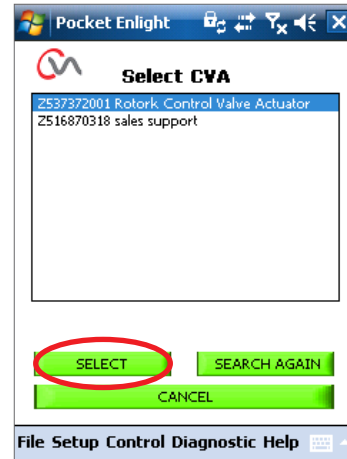 Pocket Enlight
Select CVA
Z537372001 Rotork Control Valve Actuator
Z516870318 sales support
SELECT
SEARCH AGAIN
CANCEL
File Setup Control Diagnostic Help